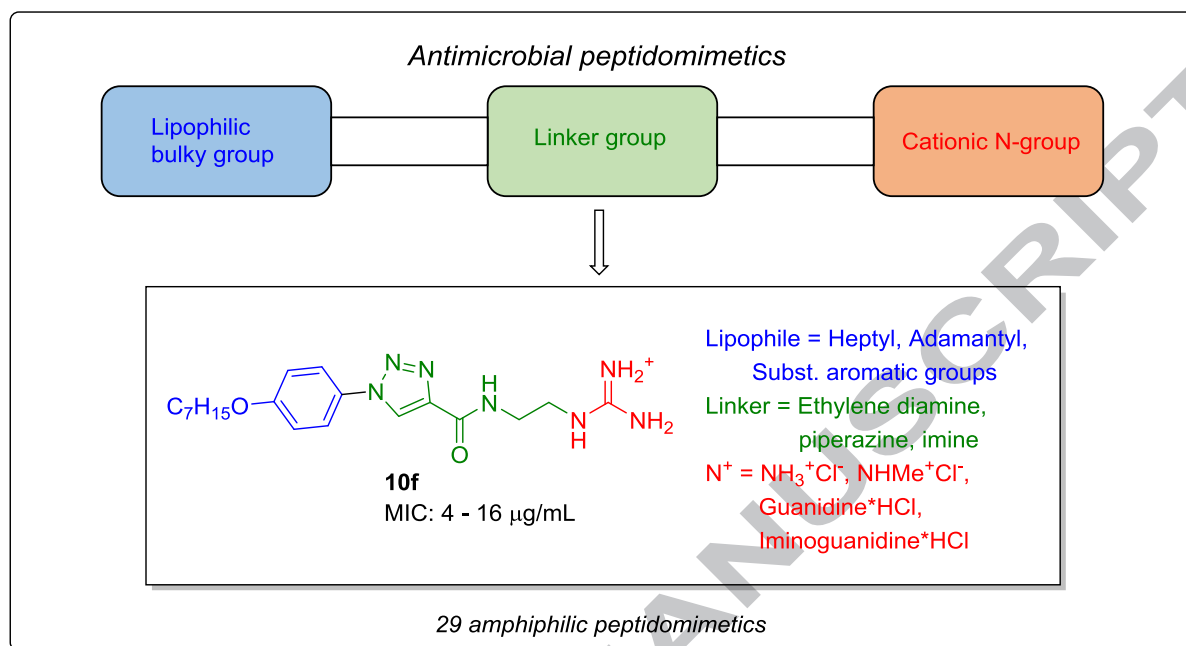 Antimicrobial peptidomimetics
Lipophilic
bulky group
Linker group
Cationic N-group
C₇H₁₅O
N=N
N
N
H
N
O
N
H
NH₂⁺
NH₂
10f
MIC: 4 - 16 μg/mL
Lipophile = Heptyl, Adamantyl,
Subst. aromatic groups
Linker = Ethylene diamine,
piperazine, imine
N⁺ = NH₃⁺Cl⁻, NHMe⁺Cl⁻,
Guanidine*HCl,
Iminoguanidine*HCl
29 amphiphilic peptidomimetics
ANUSCRIPT